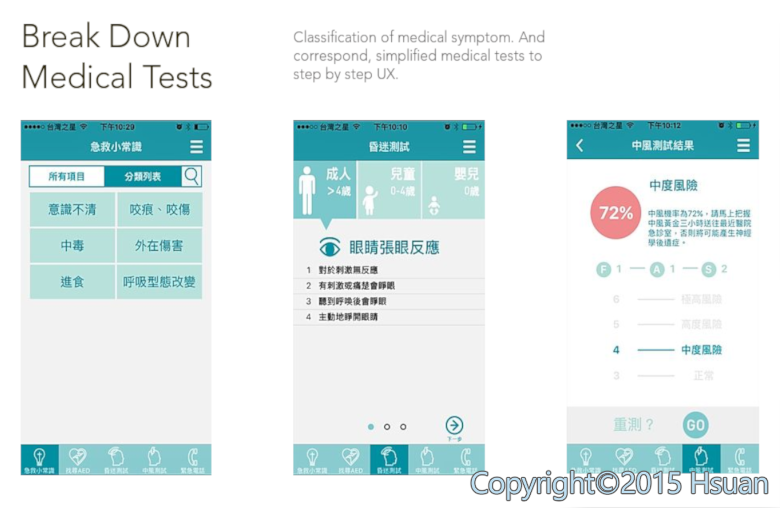 Break Down
Medical Tests
Classification of medical symptom. And
correspond, simplified medical tests to
step by step UX.
台灣之星 下午10:29
急救小常識
所有項目 分類列表
意識不清 咬痕、咬傷
中毒 外在傷害
進食 呼吸型態改變
急救小常識 找尋AED 昏迷測試 中風測試 緊急電話
台灣之星 下午10:10
昏迷測試
成人 兒童 嬰兒
>4歲 0-4歲 0歲
眼睛張眼反應
1 對於刺激無反應
2 有刺激或痛楚會睜眼
3 聽到呼喚後會睜眼
4 主動地睜開眼睛
下一步
急救小常識 找尋AED 昏迷測試 中風測試 緊急電話
台灣之星 下午10:12
中風測試結果
中度風險
72%
中風機率為72%，請馬上把握
中風黃金三小時送往最近醫院
急診室，否則將可能產生神經
學後遺症。
F 1 A 1 S 2
6 極高風險
5 高度風險
4 中度風險
3 正常
重測？ GO
急救小常識 找尋AED 昏迷測試 中風測試 緊急電話
Copyright©2015 Hsuan